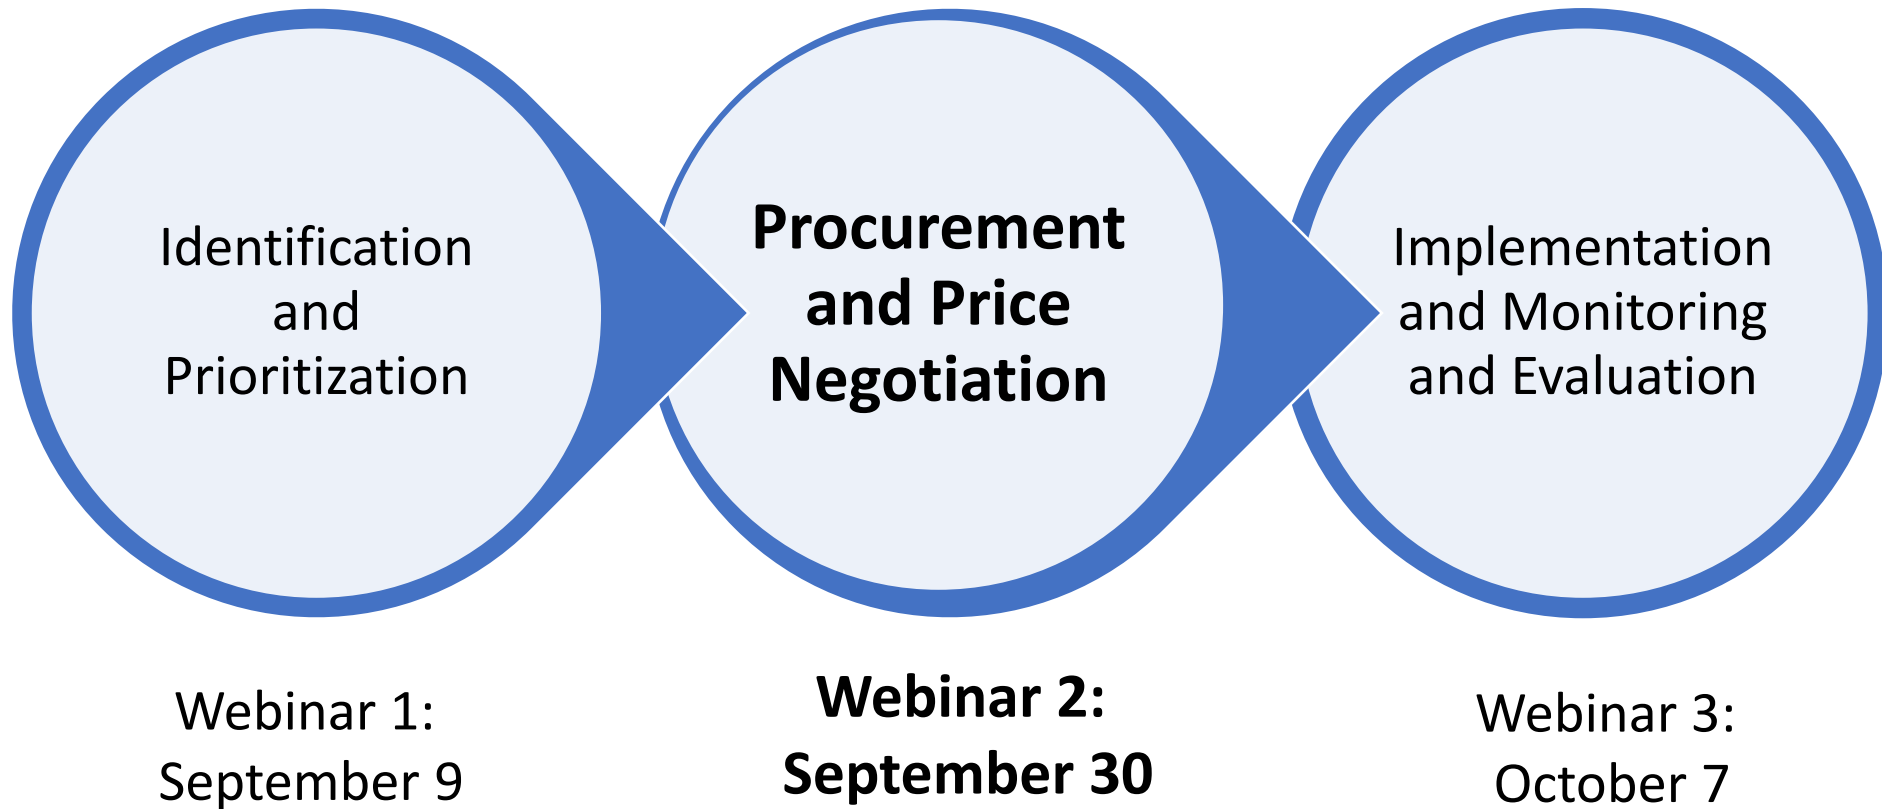 Identification
and
Prioritization
Procurement
and Price
Negotiation
Implementation
and Monitoring
and Evaluation
Webinar 1:
September 9
Webinar 2:
September 30
Webinar 3:
October 7